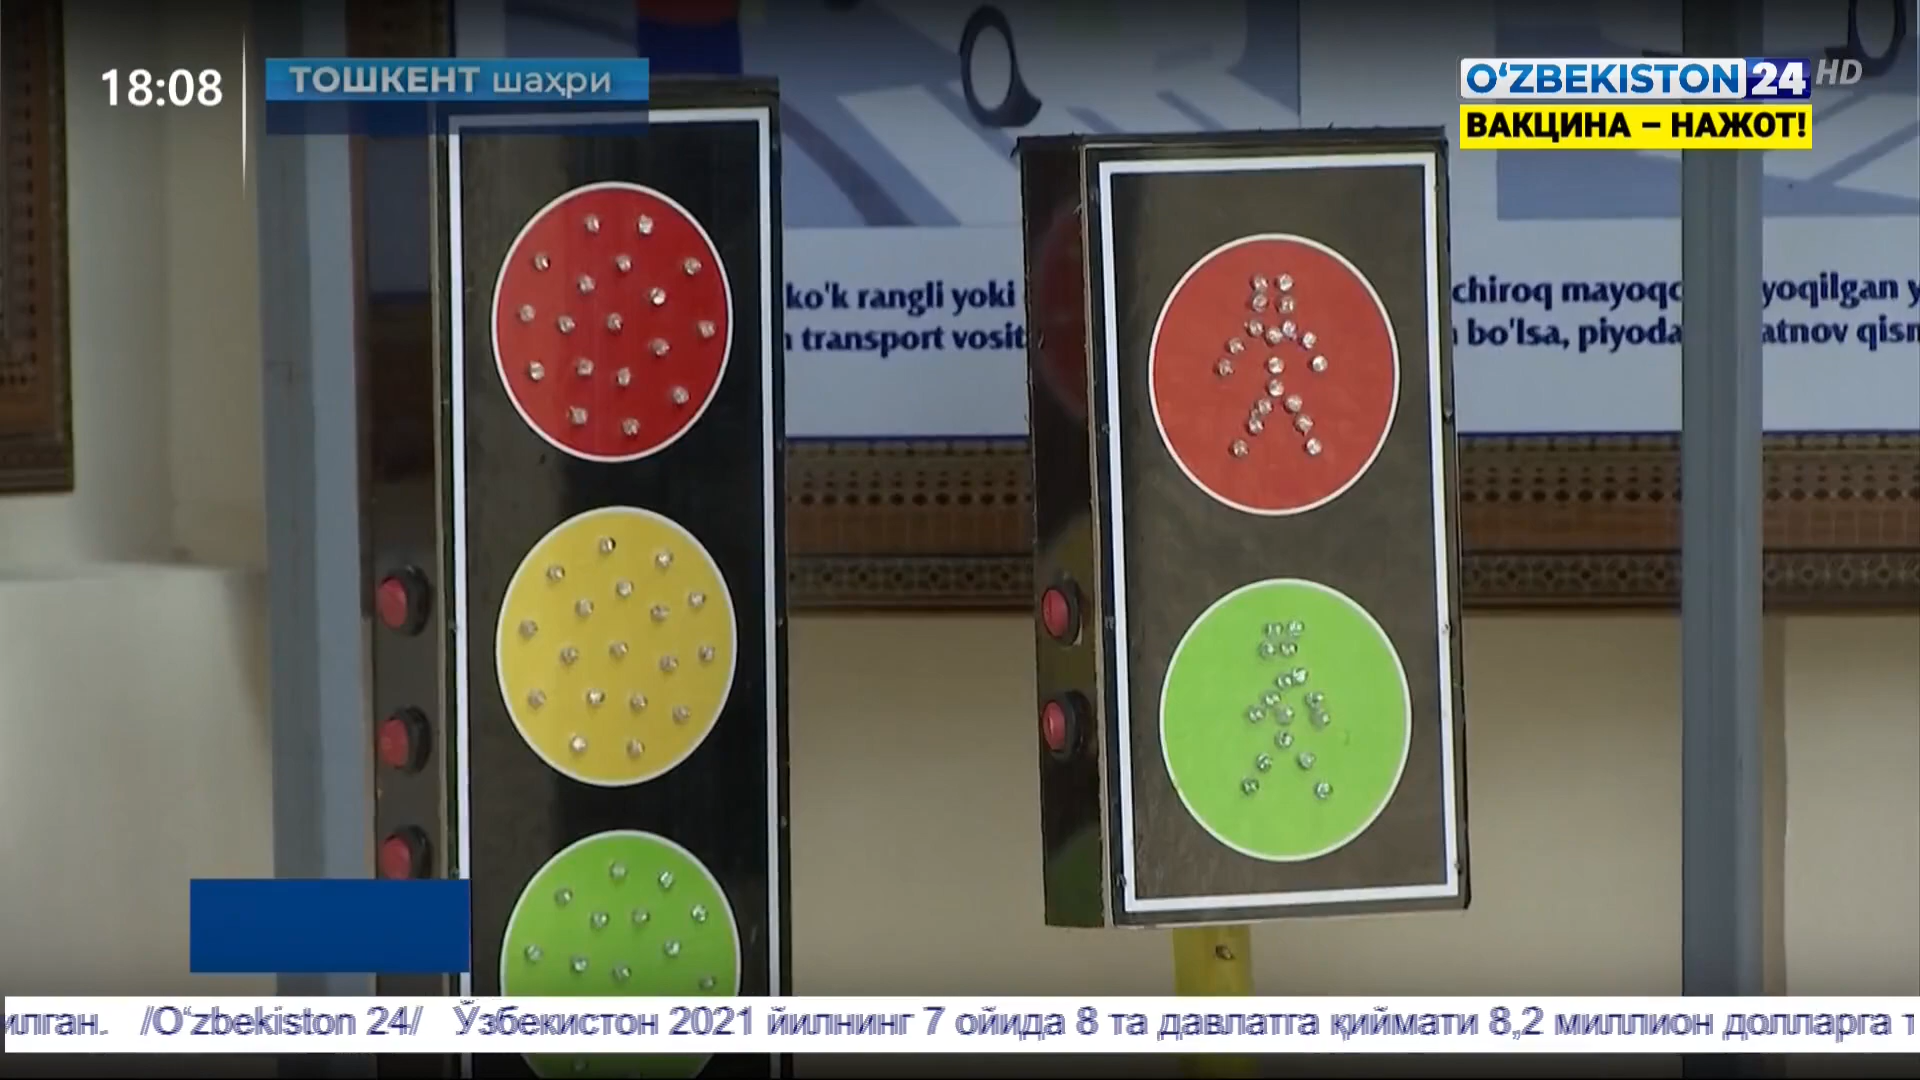 18:08
ТОШКЕНТ шаҳри
O‘ZBEKISTON 24 HD
ВАКЦИНА – НАЖОТ!
ko'k rangli yoki
transport vosit
chiroq mayoqc yoqilgan y
bo'lsa, piyoda atnov qism
илган. /O‘zbekiston 24/ Ўзбекистон 2021 йилнинг 7 ойида 8 та давлатга қиймати 8,2 миллион долларга т